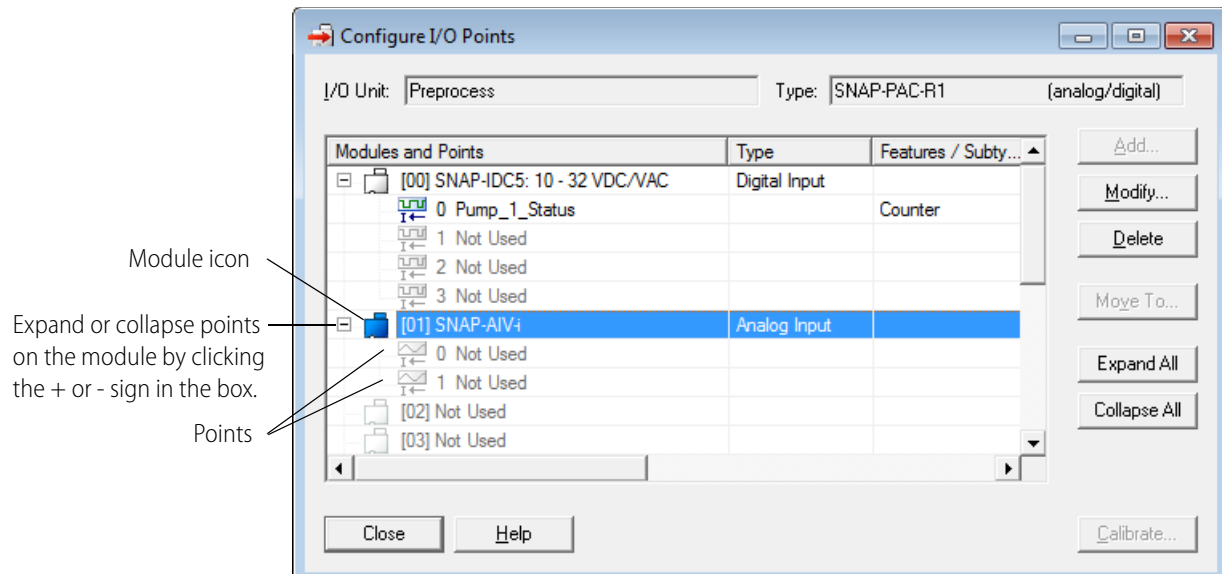 Configure I/O Points
I/O Unit: Preprocess
Type: SNAP-PAC-R1 (analog/digital)
Modules and Points Type Features / Subty...
[00] SNAP-IDC5: 10 - 32 VDC/VAC Digital Input
0 Pump_1_Status Counter
1 Not Used
2 Not Used
3 Not Used
[01] SNAP-AIV-i Analog Input
0 Not Used
1 Not Used
[02] Not Used
[03] Not Used
Add...
Modify...
Delete
Move To...
Expand All
Collapse All
Close
Help
Calibrate...
Module icon
Expand or collapse points
on the module by clicking
the + or - sign in the box.
Points